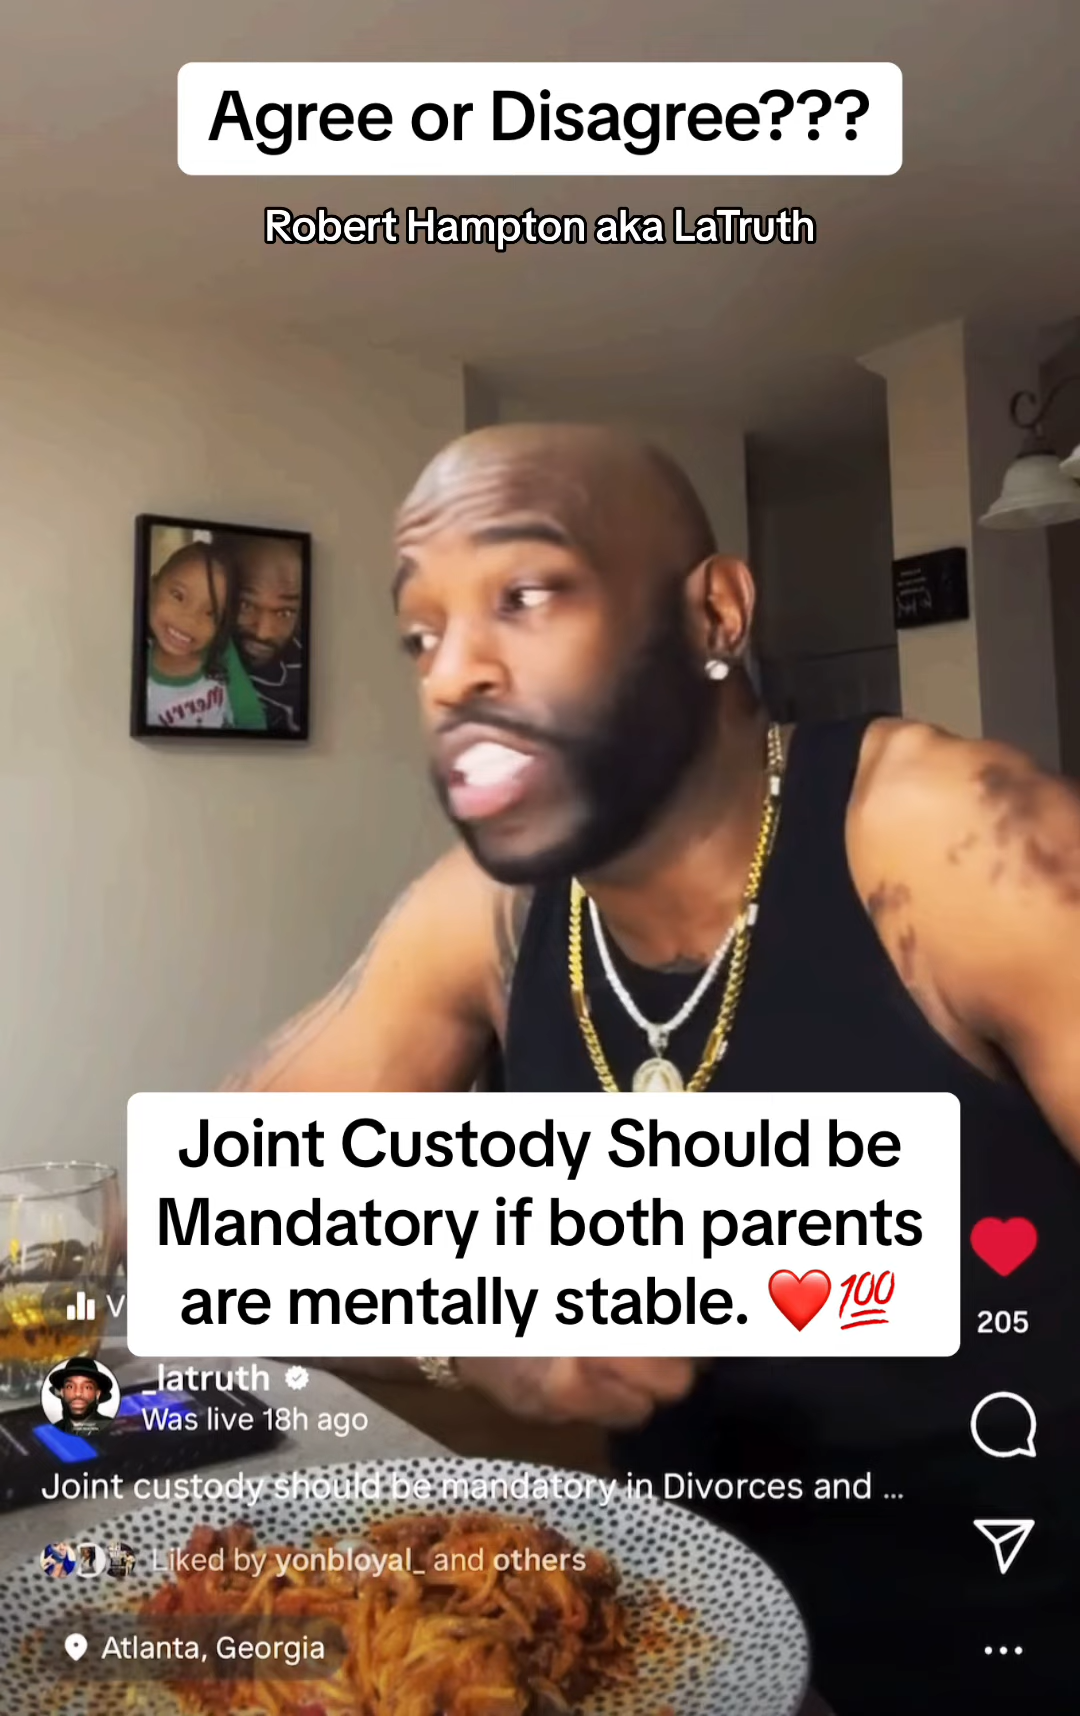 Agree or Disagree???
Robert Hampton aka LaTruth
Merry
Joint Custody Should be
Mandatory if both parents
are mentally stable. ❤️💯
V
205
_latruth
Was live 18h ago
Joint custody should be mandatory in Divorces and ...
Liked by yonbloyal_ and others
Atlanta, Georgia